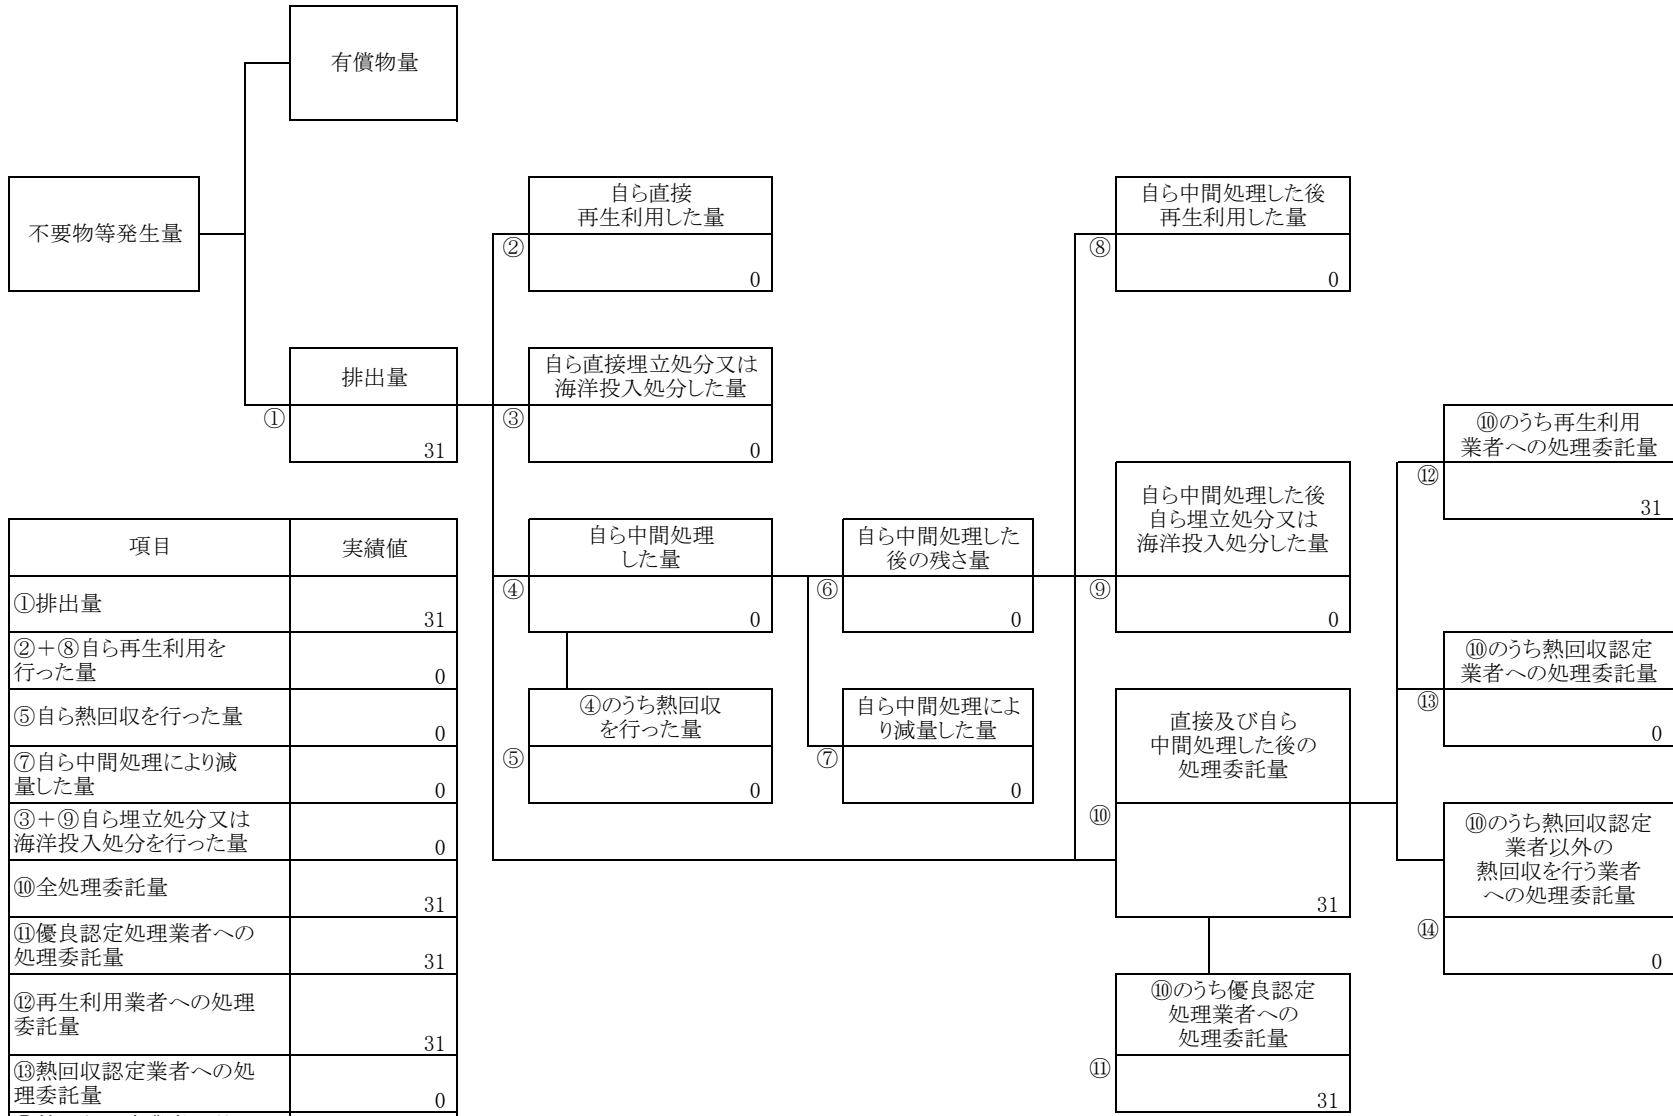 有償物量
不要物等発生量
自ら直接
再生利用した量
②
0
自ら中間処理した後
再生利用した量
⑧
0
排出量
①
31
自ら直接埋立処分又は
海洋投入処分した量
③
0
⑩のうち再生利用
業者への処理委託量
⑫
31
自ら中間処理
した量
④
0
自ら中間処理した
後の残さ量
⑥
0
自ら中間処理した後
自ら埋立処分又は
海洋投入処分した量
⑨
0
⑩のうち熱回収認定
業者への処理委託量
⑬
0
④のうち熱回収
を行った量
⑤
0
自ら中間処理によ
り減量した量
⑦
0
直接及び自ら
中間処理した後の
処理委託量
⑩
31
⑩のうち熱回収認定
業者以外の
熱回収を行う業者
への処理委託量
⑭
0
⑩のうち優良認定
処理業者への
処理委託量
⑪
31
項目
実績値
①排出量
31
②＋⑧自ら再生利用を
行った量
0
⑤自ら熱回収を行った量
0
⑦自ら中間処理により減
量した量
0
③＋⑨自ら埋立処分又は
海洋投入処分を行った量
0
⑩全処理委託量
31
⑪優良認定処理業者への
処理委託量
31
⑫再生利用業者への処理
委託量
31
⑬熱回収認定業者への処
理委託量
0